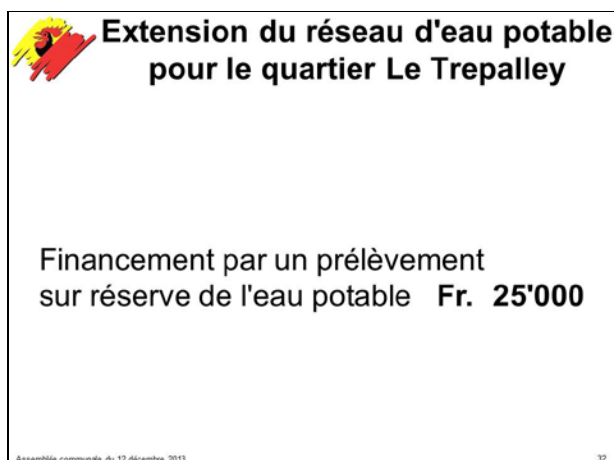 Extension du réseau d'eau potable
pour le quartier Le Trepalley
Financement par un prélèvement
sur réserve de l'eau potable Fr. 25'000
Assemblée communale du 12 décembre 2013 32